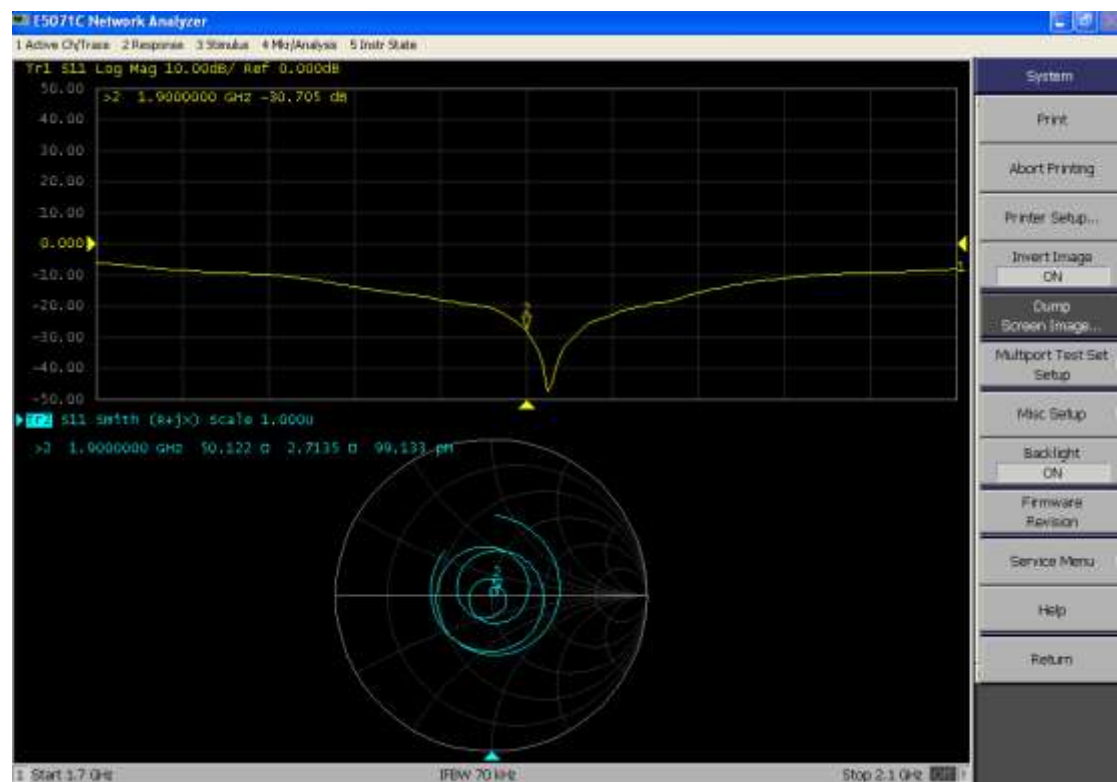 E5071C Network Analyzer
1 Active Ch/Trace 2 Response 3 Stimulus 4 Mkr/Analysis 5 Instr State
Tr1 S11 Log Mag 10.00dB/ Ref 0.000dB
50.00
>2 1.9000000 GHz -30.705 dB
40.00
30.00
20.00
10.00
0.000
-10.00
-20.00
-30.00
-40.00
-50.00
1
2
Tr2 S11 Smith (R+jX) Scale 1.000U
>2 1.9000000 GHz 50.122 Ω 2.7135 Ω 99.133 pH
2
1 Start 1.7 GHz
IFBW 70 kHz
Stop 2.1 GHz
System
Print
Abort Printing
Printer Setup...
Invert Image
ON
Dump
Screen Image...
Multiport Test Set
Setup
Misc Setup
Backlight
ON
Firmware
Revision
Service Menu
Help
Return